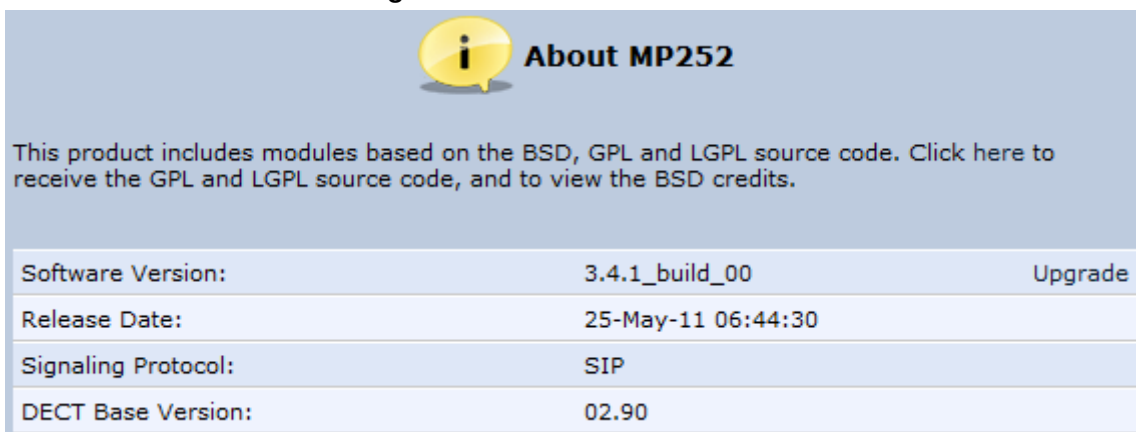 i About MP252
This product includes modules based on the BSD, GPL and LGPL source code. Click here to
receive the GPL and LGPL source code, and to view the BSD credits.
Software Version: 3.4.1_build_00 Upgrade
Release Date: 25-May-11 06:44:30
Signaling Protocol: SIP
DECT Base Version: 02.90